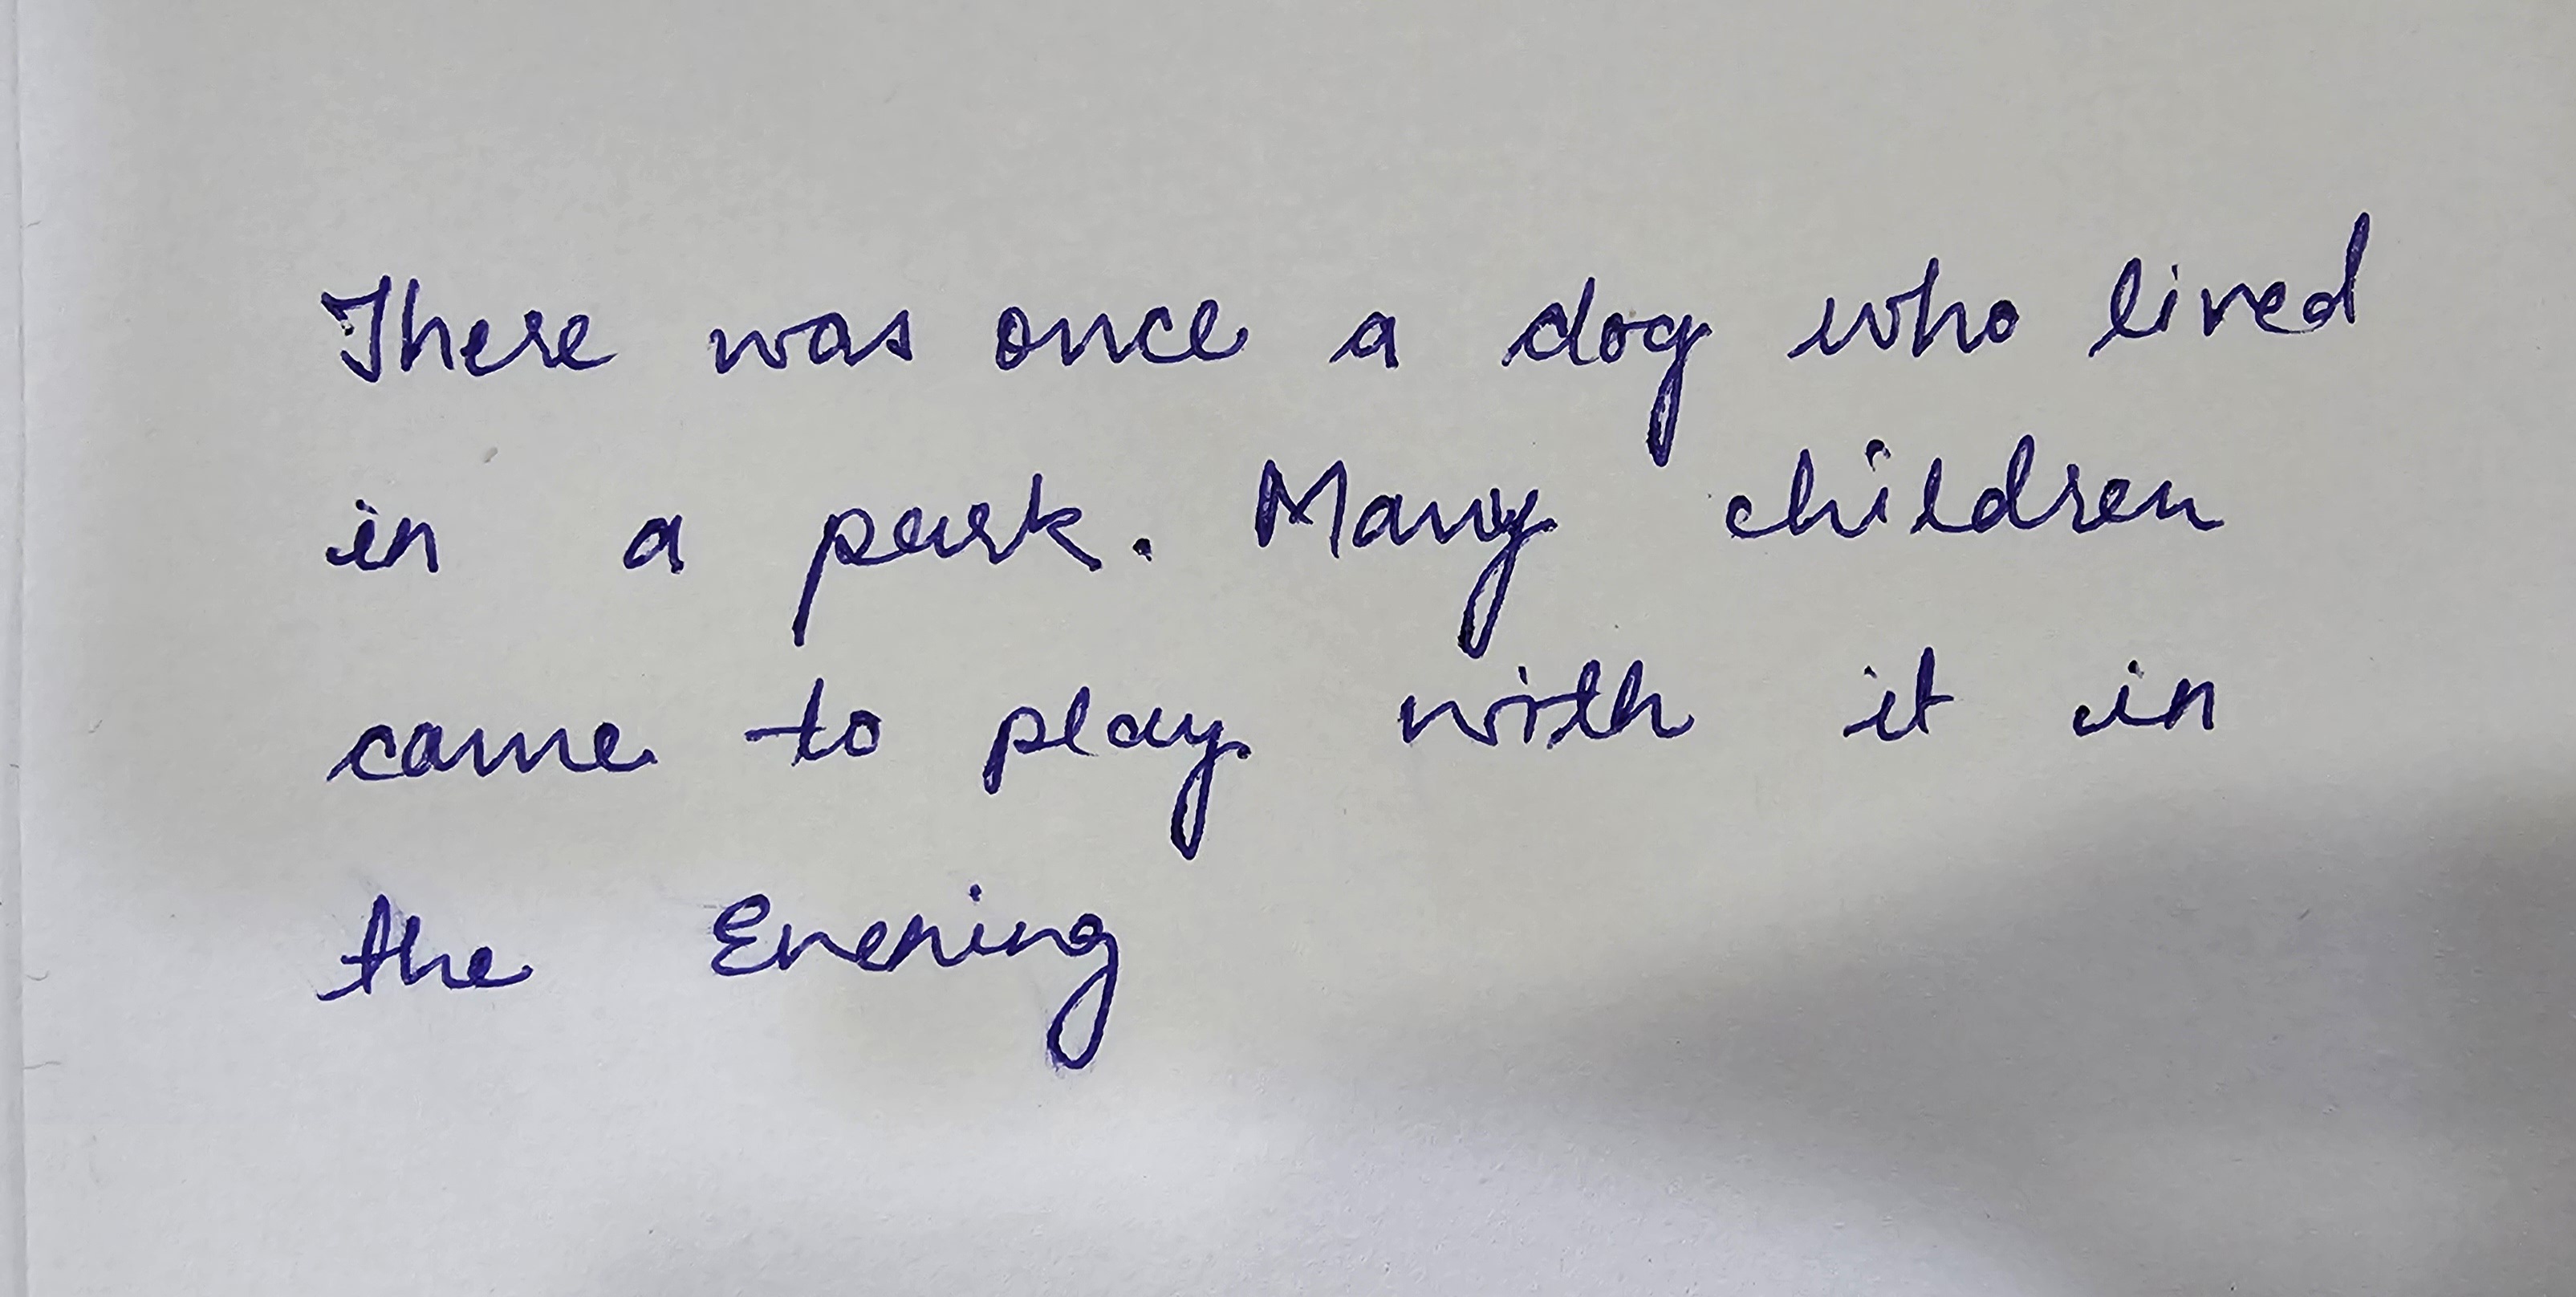 There was once a dog who lived
in a park. Many children
came to play with it in
the Evening